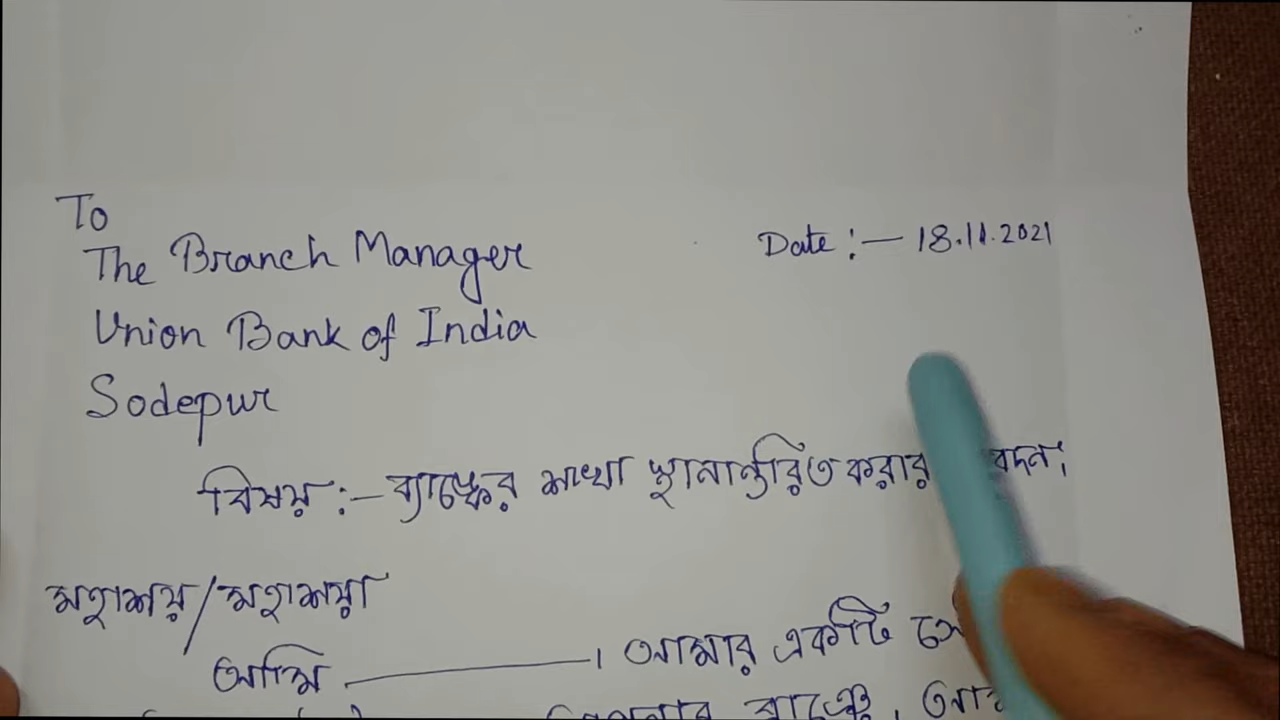 To
The Branch Manager
Date :— 18.11.2021
Union Bank of India
Sodepur
বিষয় :— ব্যাঙ্কের শাখা স্থানান্তরিত করার
মহাশয়/মহাশয়া
আমি ———। আমার একটি
আপনার ব্যাঙ্কে,